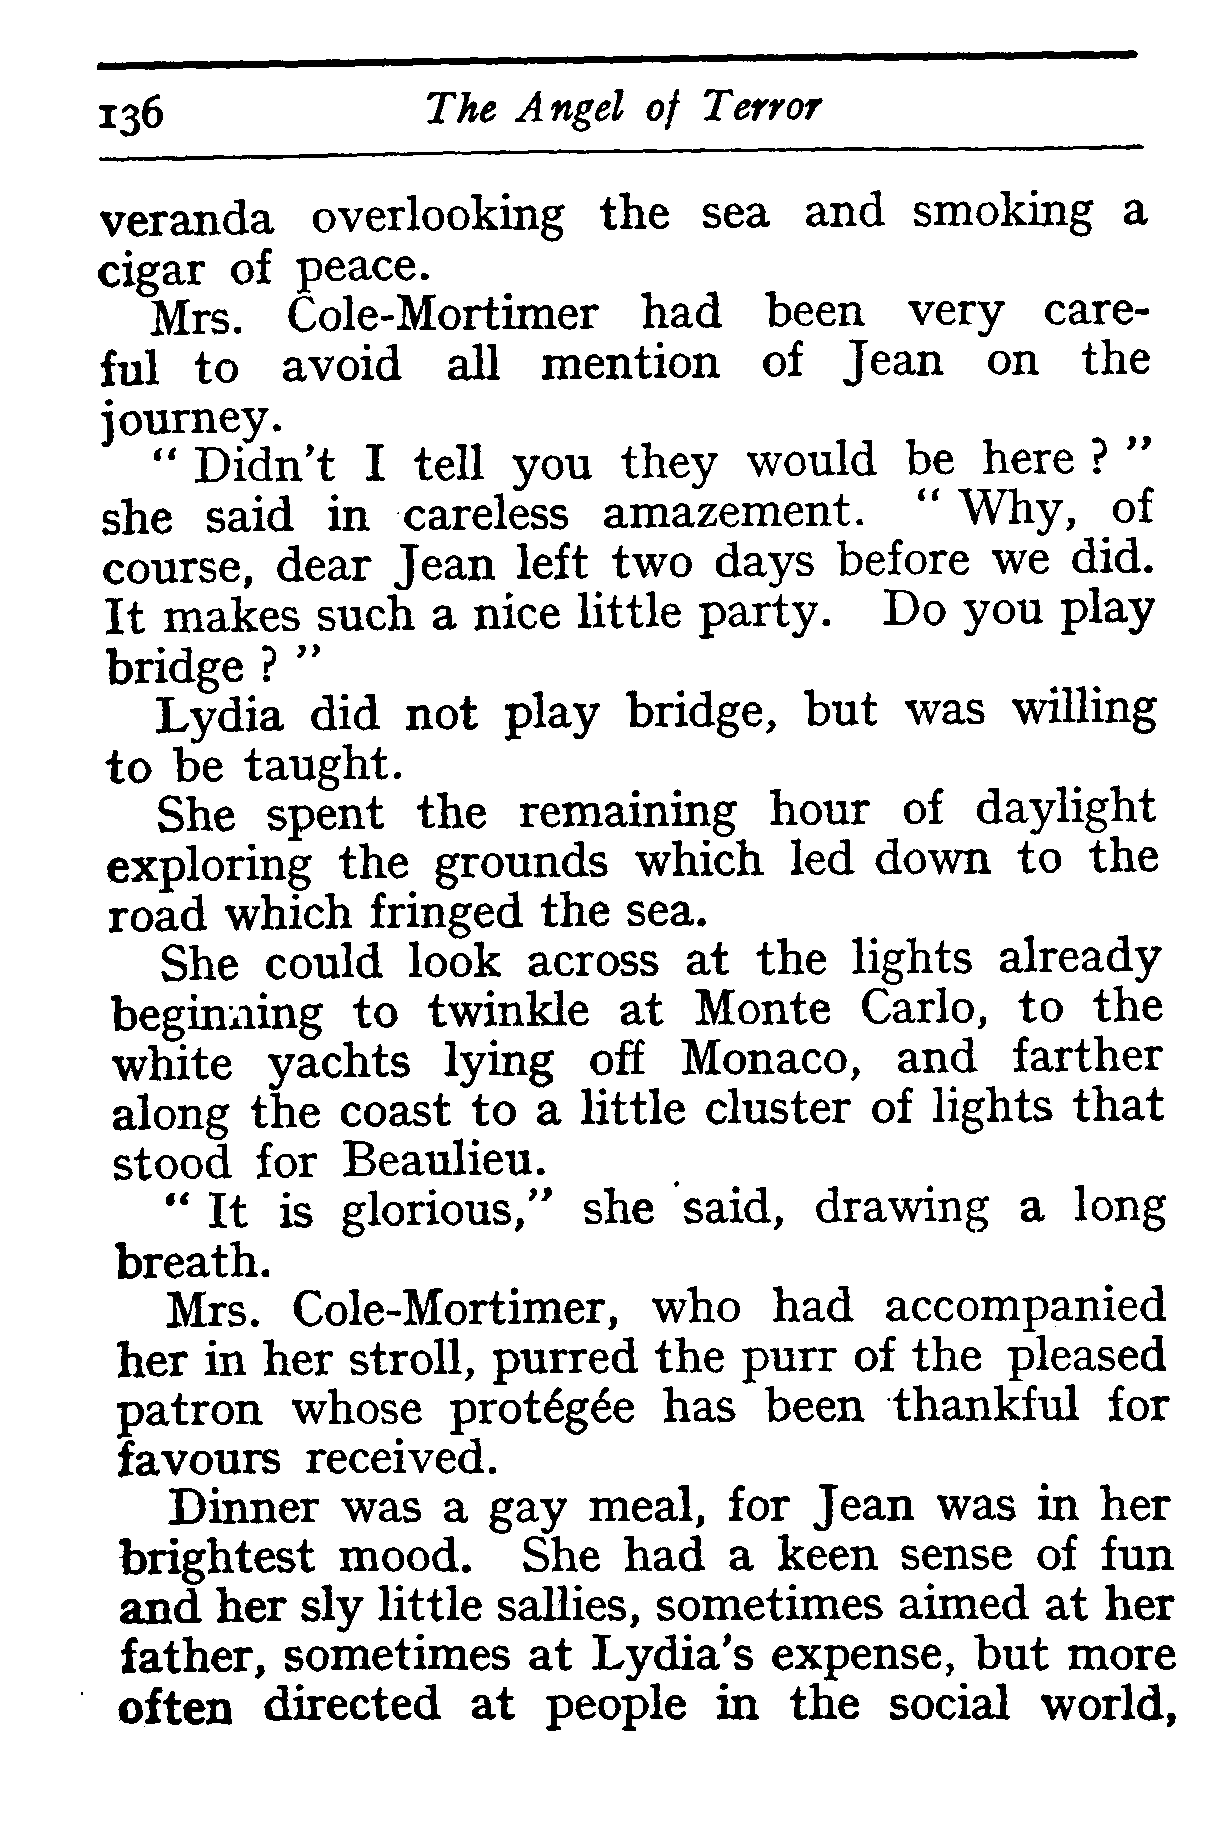 136 The Angel of Terror
veranda overlooking the sea and smoking a
cigar of peace.
Mrs. Cole-Mortimer had been very care-
ful to avoid all mention of Jean on the
journey.
“ Didn't I tell you they would be here ? ”
she said in careless amazement. “ Why, of
course, dear Jean left two days before we did.
It makes such a nice little party. Do you play
bridge ? ”
Lydia did not play bridge, but was willing
to be taught.
She spent the remaining hour of daylight
exploring the grounds which led down to the
road which fringed the sea.
She could look across at the lights already
beginning to twinkle at Monte Carlo, to the
white yachts lying off Monaco, and farther
along the coast to a little cluster of lights that
stood for Beaulieu.
“ It is glorious,” she said, drawing a long
breath.
Mrs. Cole-Mortimer, who had accompanied
her in her stroll, purred the purr of the pleased
patron whose protégée has been thankful for
favours received.
Dinner was a gay meal, for Jean was in her
brightest mood. She had a keen sense of fun
and her sly little sallies, sometimes aimed at her
father, sometimes at Lydia's expense, but more
often directed at people in the social world,